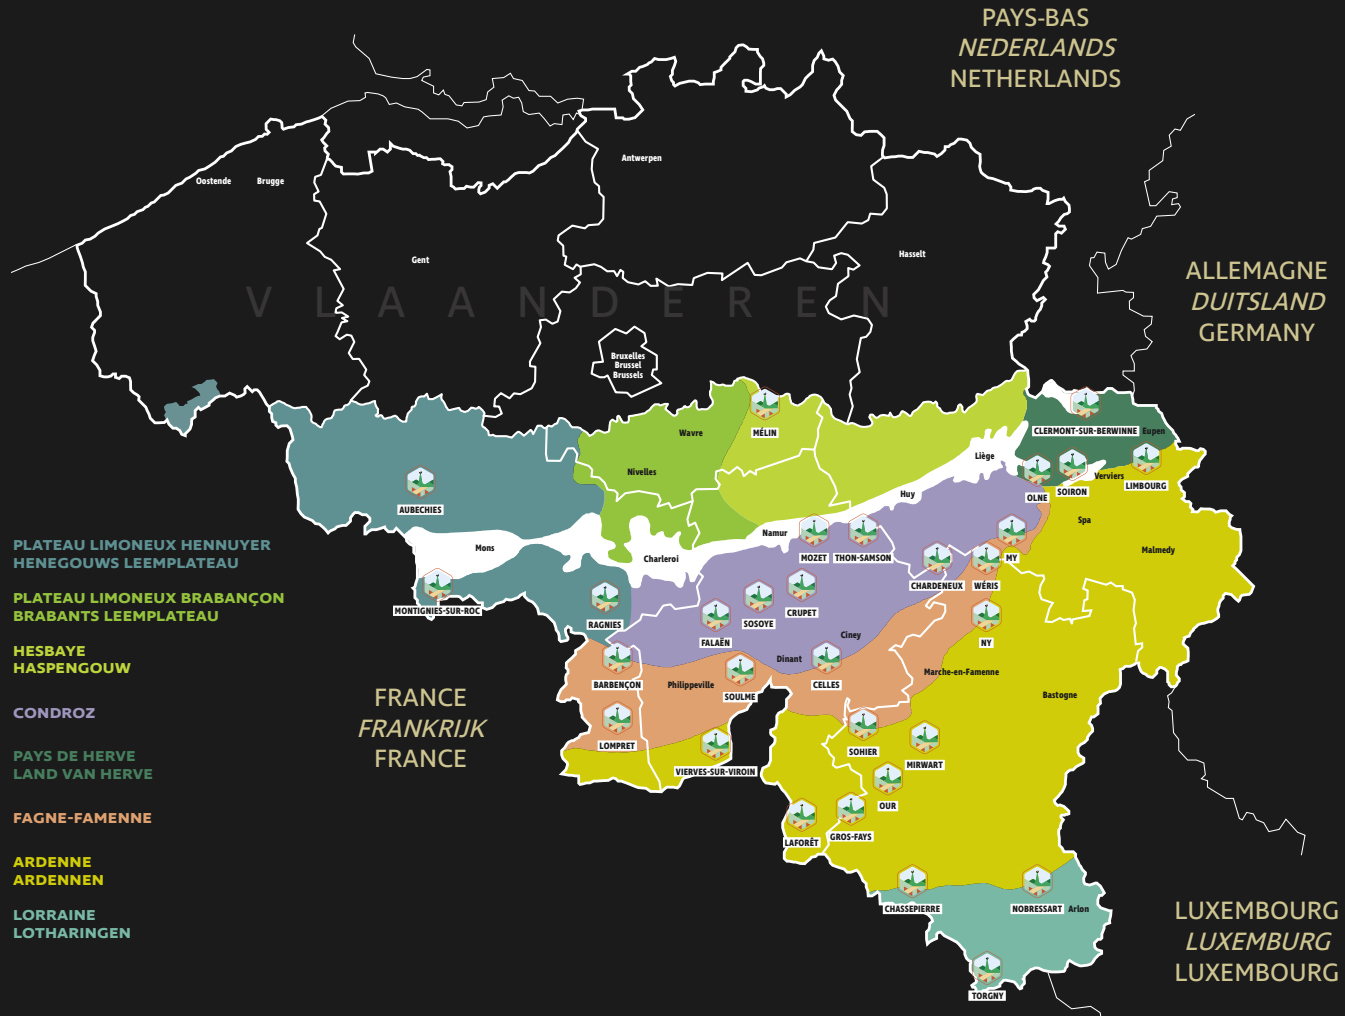 PAYS-BAS
NEDERLANDS
NETHERLANDS
Antwerpen
Oostende
Brugge
Gent
Hasselt
VLAANDEREN
ALLEMAGNE
DUITSLAND
GERMANY
Bruxelles
Brussel
Brussels
Wavre
MÉLIN
CLERMONT-SUR-BERWINNE
Eupen
Liège
Nivelles
Verviers
LIMBOURG
SOIRON
OLNE
Huy
AUBECHIES
Spa
Namur
Mons
Malmedy
MOZET
THON-SAMSON
MY
Charleroi
CHARDENEUX
WÉRIS
PLATEAU LIMONEUX HENNUYER
HENEGOUWS LEEMPLATEAU
PLATEAU LIMONEUX BRABANÇON
BRABANTS LEEMPLATEAU
HESBAYE
HASPENGOUW
CONDROZ
PAYS DE HERVE
LAND VAN HERVE
FAGNE-FAMENNE
ARDENNE
ARDENNEN
LORRAINE
LOTHARINGEN
MONTIGNIES-SUR-ROC
RAGNIES
CRUPET
SOSOYE
FALAËN
Ciney
NY
Dinant
CELLES
Marche-en-Famenne
BARBENÇON
Philippeville
SOULME
Bastogne
FRANCE
FRANKRIJK
FRANCE
LOMPRET
SOHIER
MIRWART
VIERVES-SUR-VIROIN
OUR
GROS-FAYS
LAFORÊT
CHASSEPIERRE
NOBRESSART
Arlon
TORGNY
LUXEMBOURG
LUXEMBURG
LUXEMBOURG